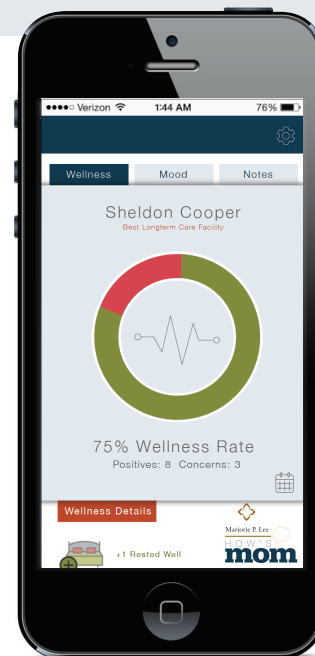 Verizon 1:44 AM 76%
Wellness Mood Notes
Sheldon Cooper
Best Longterm Care Facility
75% Wellness Rate
Positives: 8 Concerns: 3
Wellness Details
Marjorie P. Lee
+1 Rested Well
HOW'S
mom